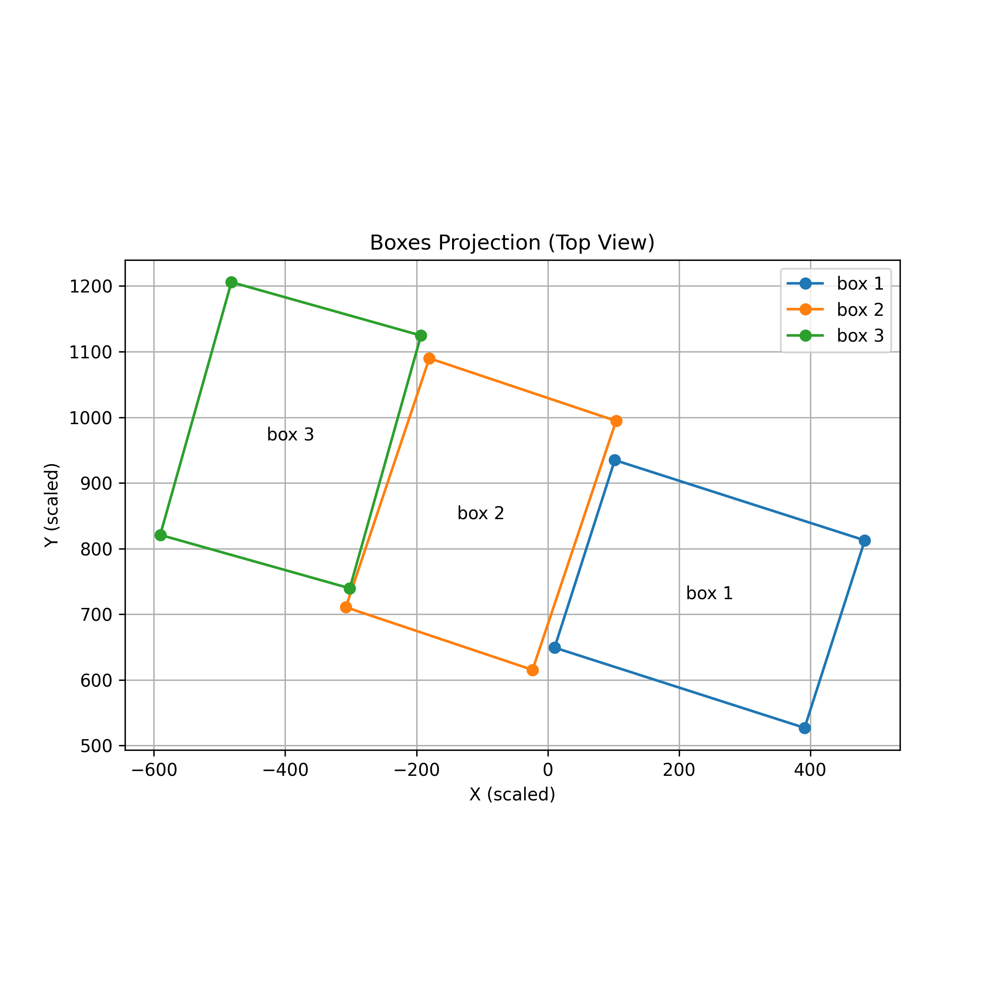 Boxes Projection (Top View)
box 1
box 2
box 3
1200
1100
1000
900
800
700
600
500
Y (scaled)
box 3
box 2
box 1
−600 −400 −200 0 200 400
X (scaled)